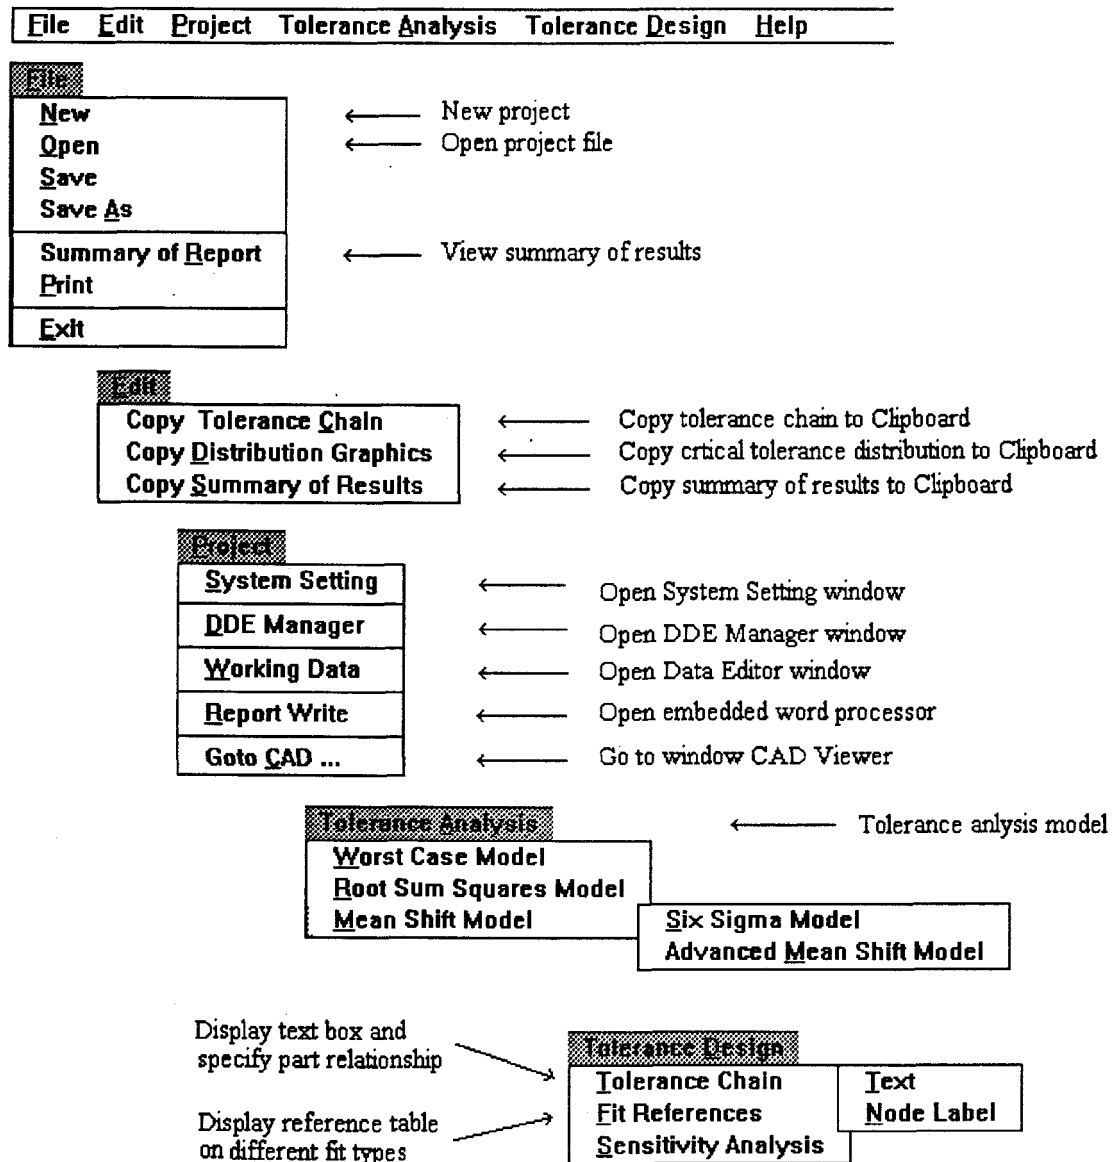 File Edit Project Tolerance Analysis Tolerance Design Help
File
New
New project
Open
Open project file
Save
Save As
Summary of Report
View summary of results
Print
Exit
Edit
Copy Tolerance Chain
Copy tolerance chain to Clipboard
Copy Distribution Graphics
Copy crtical tolerance distribution to Clipboard
Copy Summary of Results
Copy summary of results to Clipboard
Project
System Setting
Open System Setting window
DDE Manager
Open DDE Manager window
Working Data
Open Data Editor window
Report Write
Open embedded word processor
Goto CAD ...
Go to window CAD Viewer
Tolerance Analysis
Tolerance anlysis model
Worst Case Model
Root Sum Squares Model
Mean Shift Model
Six Sigma Model
Advanced Mean Shift Model
Display text box and
specify part relationship
Tolerance Design
Tolerance Chain
Text
Fit References
Node Label
Display reference table
on different fit types
Sensitivity Analysis